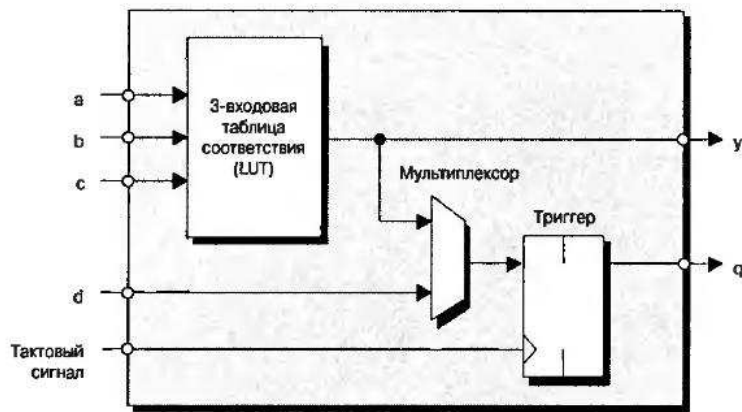 a
b
c
d
Тактовый
сигнал
3-входовая
таблица
соответствия
(LUT)
Мультиплексор
Триггер
y
q